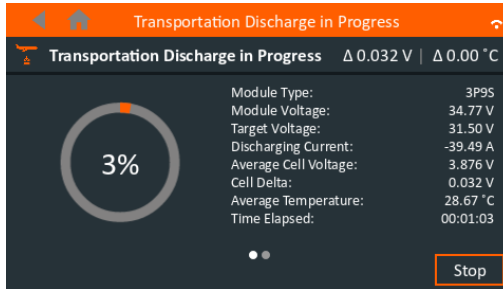 Transportation Discharge in Progress
Transportation Discharge in Progress Δ 0.032 V | Δ 0.00 °C
Module Type: 3P9S
Module Voltage: 34.77 V
Target Voltage: 31.50 V
Discharging Current: -39.49 A
Average Cell Voltage: 3.876 V
Cell Delta: 0.032 V
Average Temperature: 28.67 °C
Time Elapsed: 00:01:03
3%
Stop